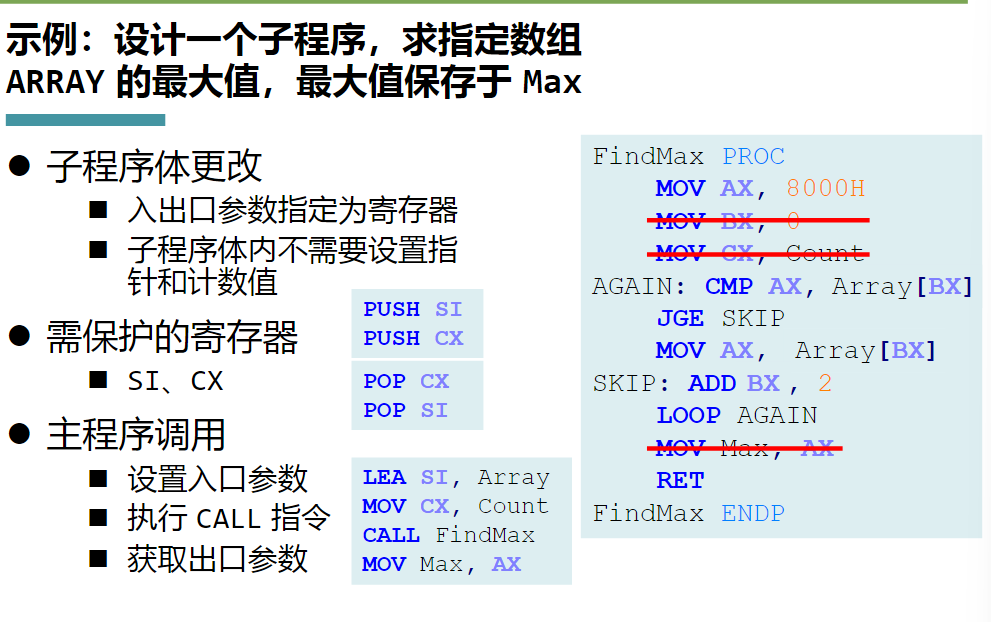 示例：设计一个子程序，求指定数组
ARRAY 的最大值，最大值保存于 Max
● 子程序体更改
■ 入出口参数指定为寄存器
■ 子程序体内不需要设置指
针和计数值
● 需保护的寄存器
■ SI、CX
● 主程序调用
■ 设置入口参数
■ 执行 CALL 指令
■ 获取出口参数
PUSH SI
PUSH CX
POP CX
POP SI
LEA SI, Array
MOV CX, Count
CALL FindMax
MOV Max, AX
FindMax PROC
MOV AX, 8000H
MOV BX, 0
MOV CX, Count
AGAIN: CMP AX, Array[BX]
JGE SKIP
MOV AX, Array[BX]
SKIP: ADD BX , 2
LOOP AGAIN
MOV Max, AX
RET
FindMax ENDP